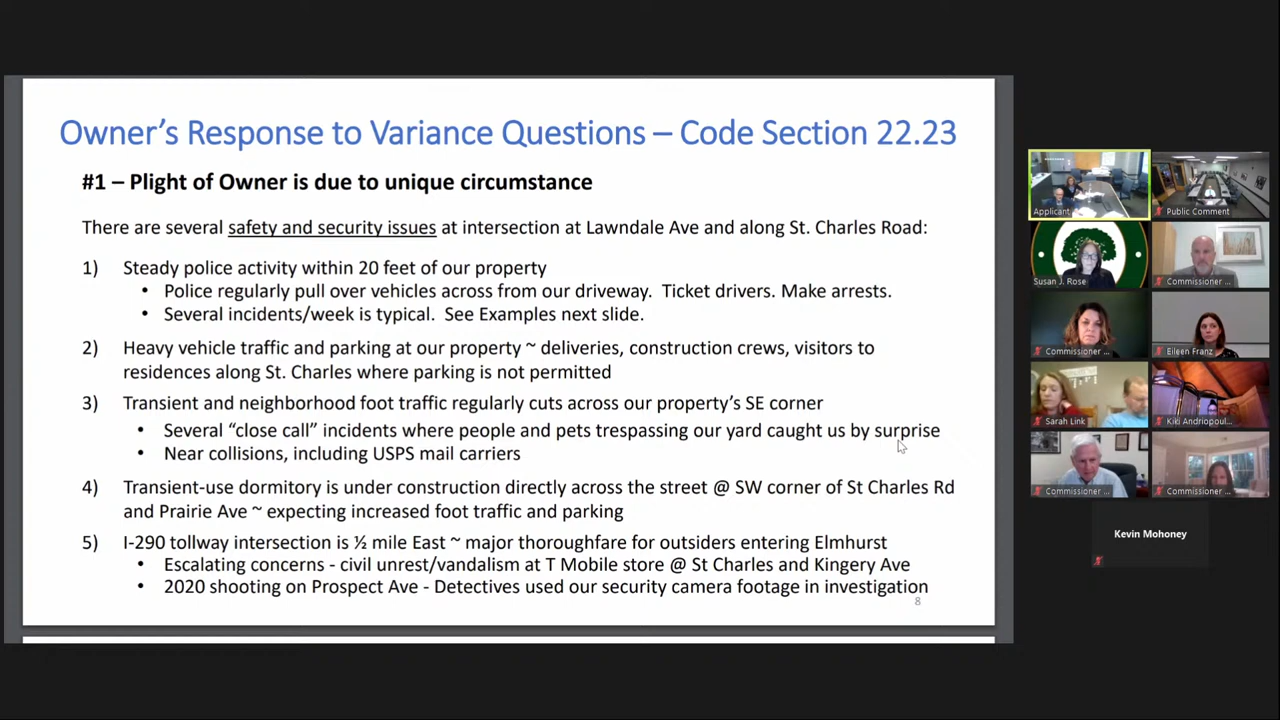 Owner's Response to Variance Questions – Code Section 22.23
#1 – Plight of Owner is due to unique circumstance
There are several safety and security issues at intersection at Lawndale Ave and along St. Charles Road:
1) Steady police activity within 20 feet of our property
• Police regularly pull over vehicles across from our driveway. Ticket drivers. Make arrests.
• Several incidents/week is typical. See Examples next slide.
2) Heavy vehicle traffic and parking at our property ~ deliveries, construction crews, visitors to
residences along St. Charles where parking is not permitted
3) Transient and neighborhood foot traffic regularly cuts across our property's SE corner
• Several “close call” incidents where people and pets trespassing our yard caught us by surprise
• Near collisions, including USPS mail carriers
4) Transient-use dormitory is under construction directly across the street @ SW corner of St Charles Rd
and Prairie Ave ~ expecting increased foot traffic and parking
5) I-290 tollway intersection is ½ mile East ~ major thoroughfare for outsiders entering Elmhurst
• Escalating concerns - civil unrest/vandalism at T Mobile store @ St Charles and Kingery Ave
• 2020 shooting on Prospect Ave - Detectives used our security camera footage in investigation
8
Applicant
Public Comment
Susan J. Rose
Commissioner ...
Commissioner ...
Eileen Franz
Sarah Link
Kiki Andriopoul...
Commissioner ...
Commissioner ...
Kevin Mohoney